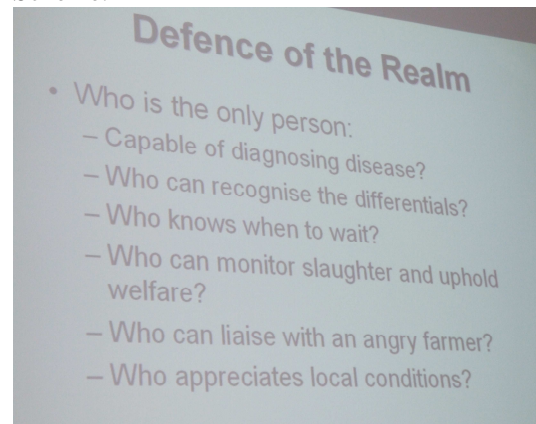 Defence of the Realm
• Who is the only person:
– Capable of diagnosing disease?
– Who can recognise the differentials?
– Who knows when to wait?
– Who can monitor slaughter and uphold
welfare?
– Who can liaise with an angry farmer?
– Who appreciates local conditions?